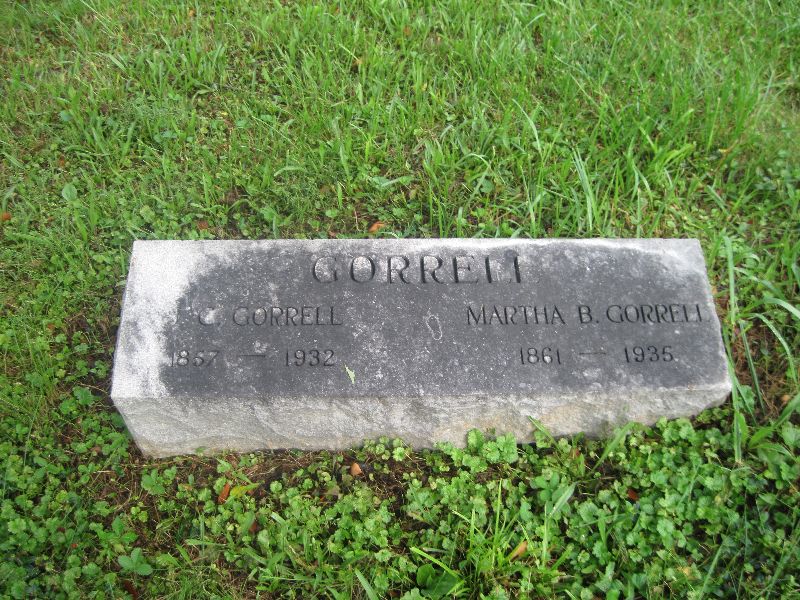 GORRELL
C. GORRELL
MARTHA B. GORRELL
1857 — 1932
1861 — 1935